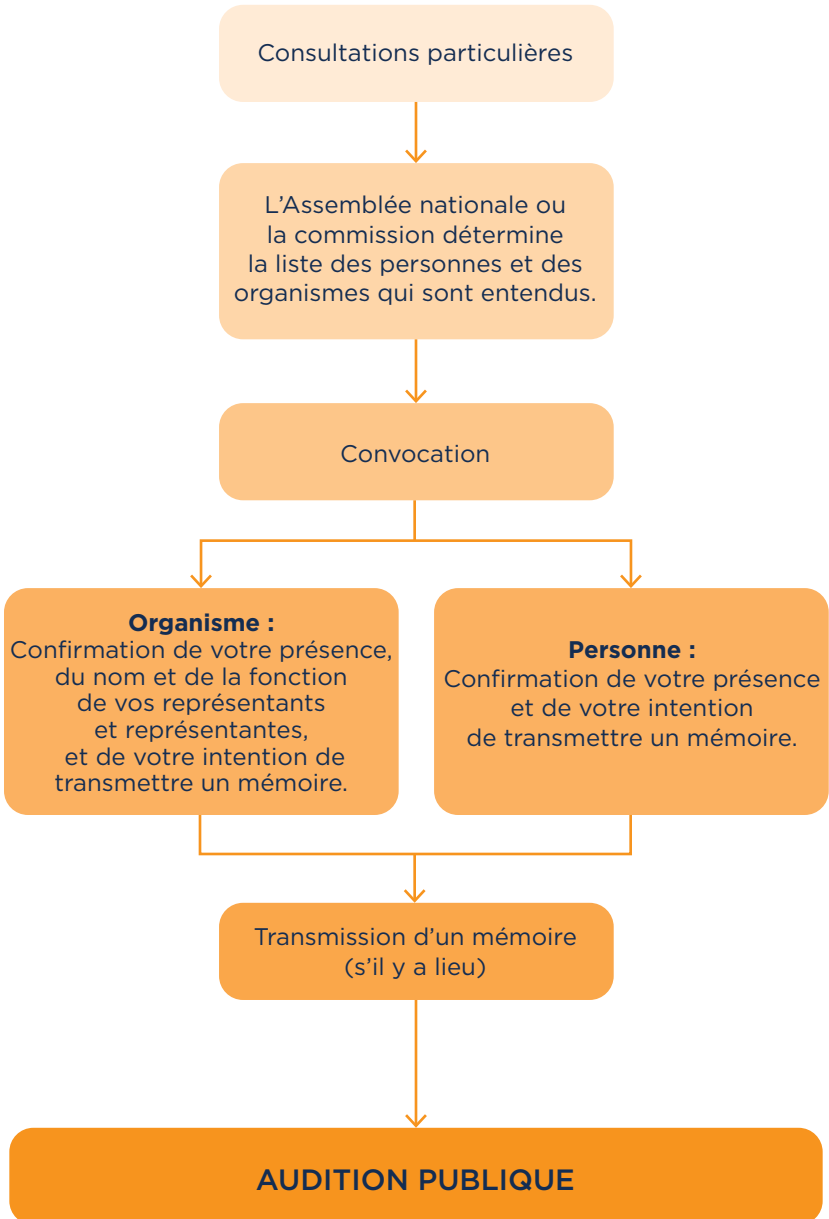 Consultations particulières
L’Assemblée nationale ou
la commission détermine
la liste des personnes et des
organismes qui sont entendus.
Convocation
Organisme :
Confirmation de votre présence,
du nom et de la fonction
de vos représentants
et représentantes,
et de votre intention de
transmettre un mémoire.
Personne :
Confirmation de votre présence
et de votre intention
de transmettre un mémoire.
Transmission d’un mémoire
(s’il y a lieu)
AUDITION PUBLIQUE